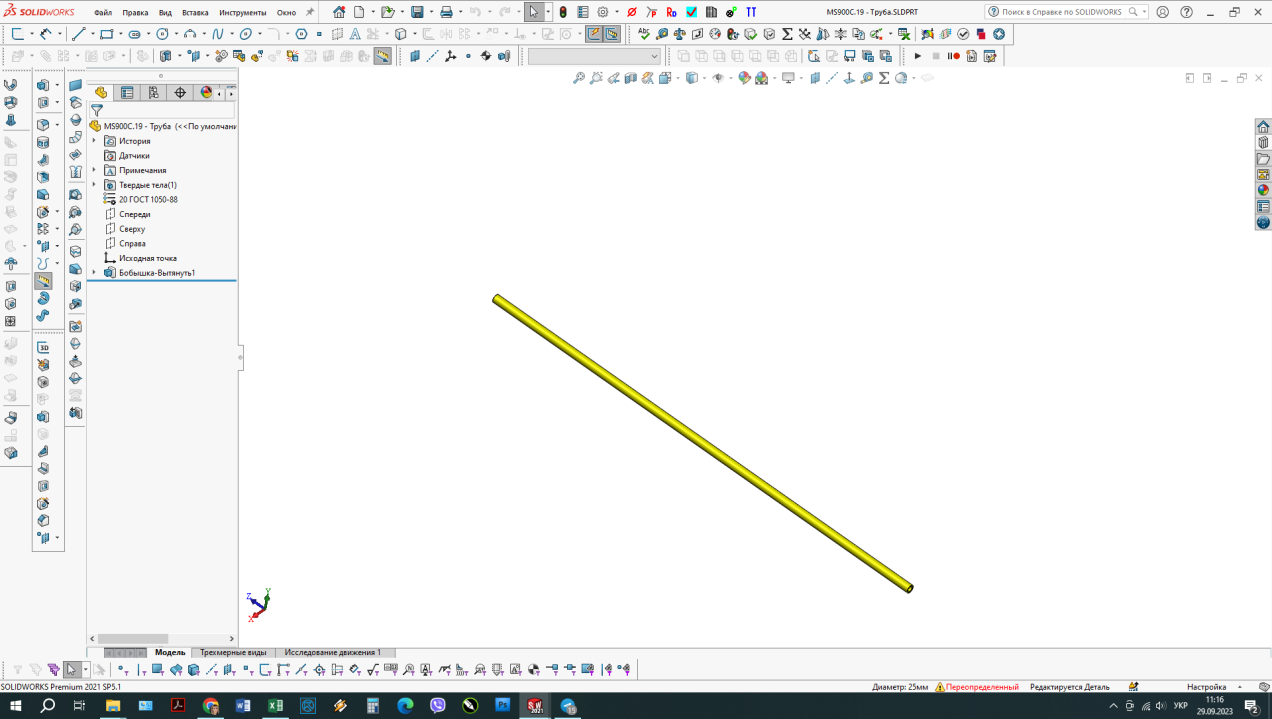 SOLIDWORKS Файл Правка Вид Вставка Инструменты Окно MS900C.19 - Труба.SLDPRT Поиск в Справке по SOLIDWORKS
MS900C.19 - Труба (<<По умолчани
История
Датчики
Примечания
Твердые тела(1)
20 ГОСТ 1050-88
Спереди
Сверху
Справа
Исходная точка
Бобышка-Вытянуть1
3D
Y
Z
X
Модель Трехмерные виды Исследование движения 1
SOLIDWORKS Premium 2021 SP5.1 Диаметр: 25мм Переопределенный Редактируется Деталь Настройка
УКР 11:16
29.09.2023